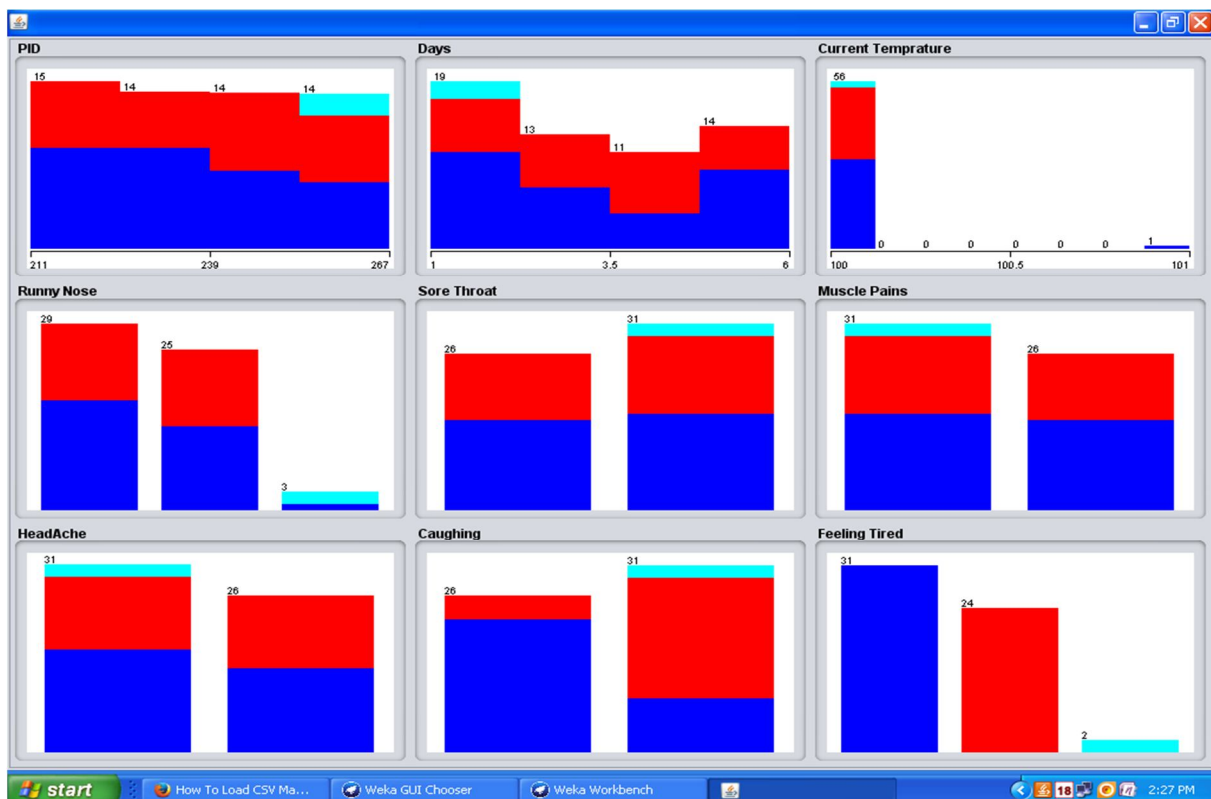 PID
15
14
14
14
211
239
267
Days
19
13
11
14
1
3.5
6
Current Temprature
56
0
0
0
0
0
0
1
100
100.5
101
Runny Nose
29
25
3
Sore Throat
26
31
Muscle Pains
31
26
HeadAche
31
26
Caughing
26
31
Feeling Tired
31
24
2
start
How To Load CSV Ma...
Weka GUI Chooser
Weka Workbench
18
2:27 PM